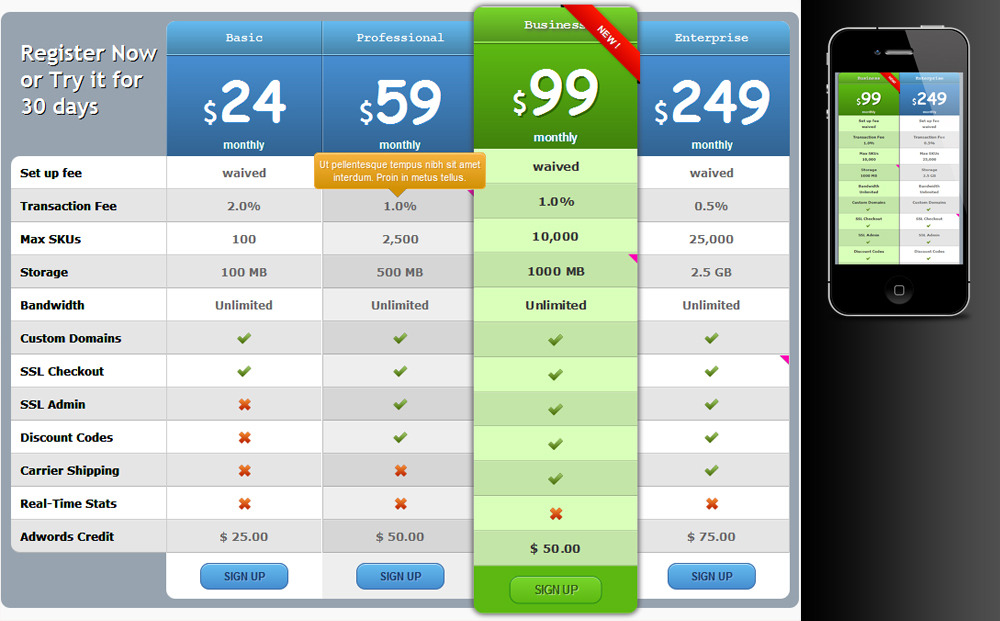 Register Now
or Try it for
30 days
Basic
$24
monthly
Professional
$59
monthly
Business
NEW!
$99
monthly
Enterprise
$249
monthly
Ut pellentesque tempus nibh sit amet
interdum. Proin in metus tellus.
Set up fee waived waived waived
Transaction Fee 2.0% 1.0% 1.0% 0.5%
Max SKUs 100 2,500 10,000 25,000
Storage 100 MB 500 MB 1000 MB 2.5 GB
Bandwidth Unlimited Unlimited Unlimited Unlimited
Custom Domains
SSL Checkout
SSL Admin
Discount Codes
Carrier Shipping
Real-Time Stats
Adwords Credit $ 25.00 $ 50.00 $ 50.00 $ 75.00
SIGN UP SIGN UP SIGN UP SIGN UP
Business Enterprise
$99 $249
monthly monthly
Set up fee Set up fee
waived waived
Transaction Fee Transaction Fee
1.0% 0.5%
Max SKUs Max SKUs
10,000 25,000
Storage Storage
1000 MB 2.5 GB
Bandwidth Bandwidth
Unlimited Unlimited
Custom Domains Custom Domains
SSL Checkout SSL Checkout
SSL Admin SSL Admin
Discount Codes Discount Codes